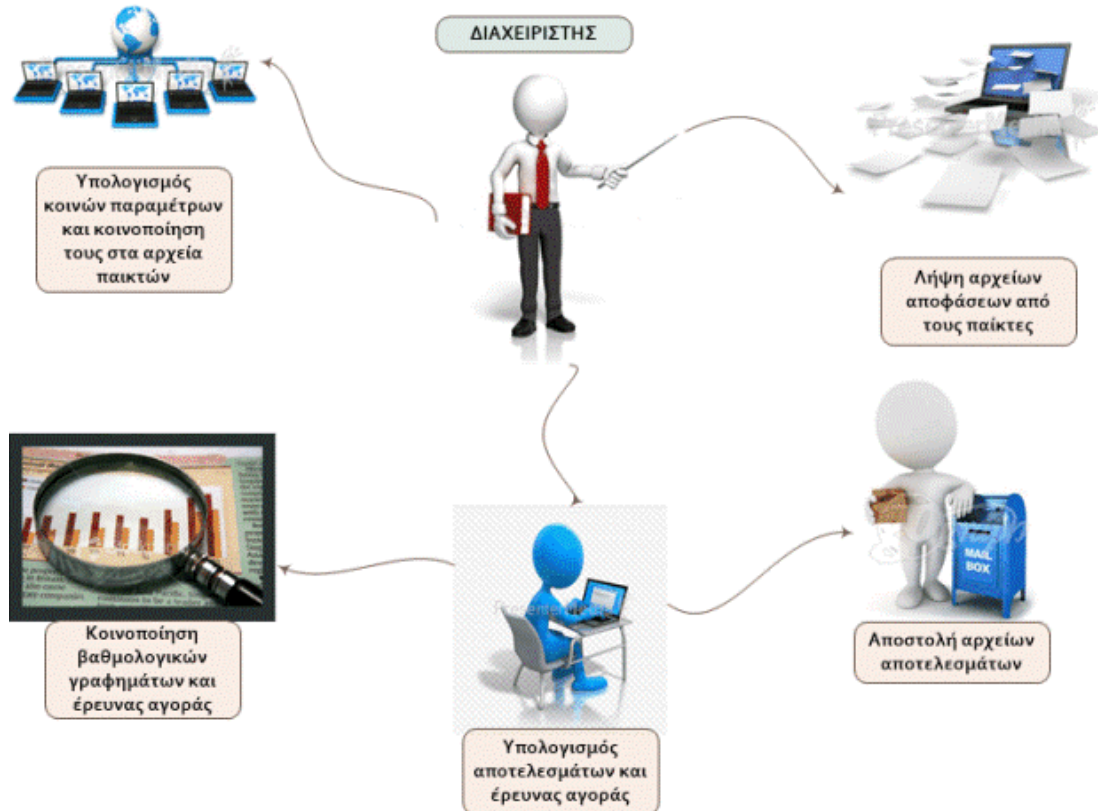 ΔΙΑΧΕΙΡΙΣΤΗΣ
Υπολογισμός
κοινών παραμέτρων
και κοινοποίηση
τους στα αρχεία
παικτών
Λήψη αρχείων
αποφάσεων από
τους παίκτες
MAIL
BOX
Κοινοποίηση
βαθμολογικών
γραφημάτων και
έρευνας αγοράς
Αποστολή αρχείων
αποτελεσμάτων
Υπολογισμός
αποτελεσμάτων και
έρευνας αγοράς